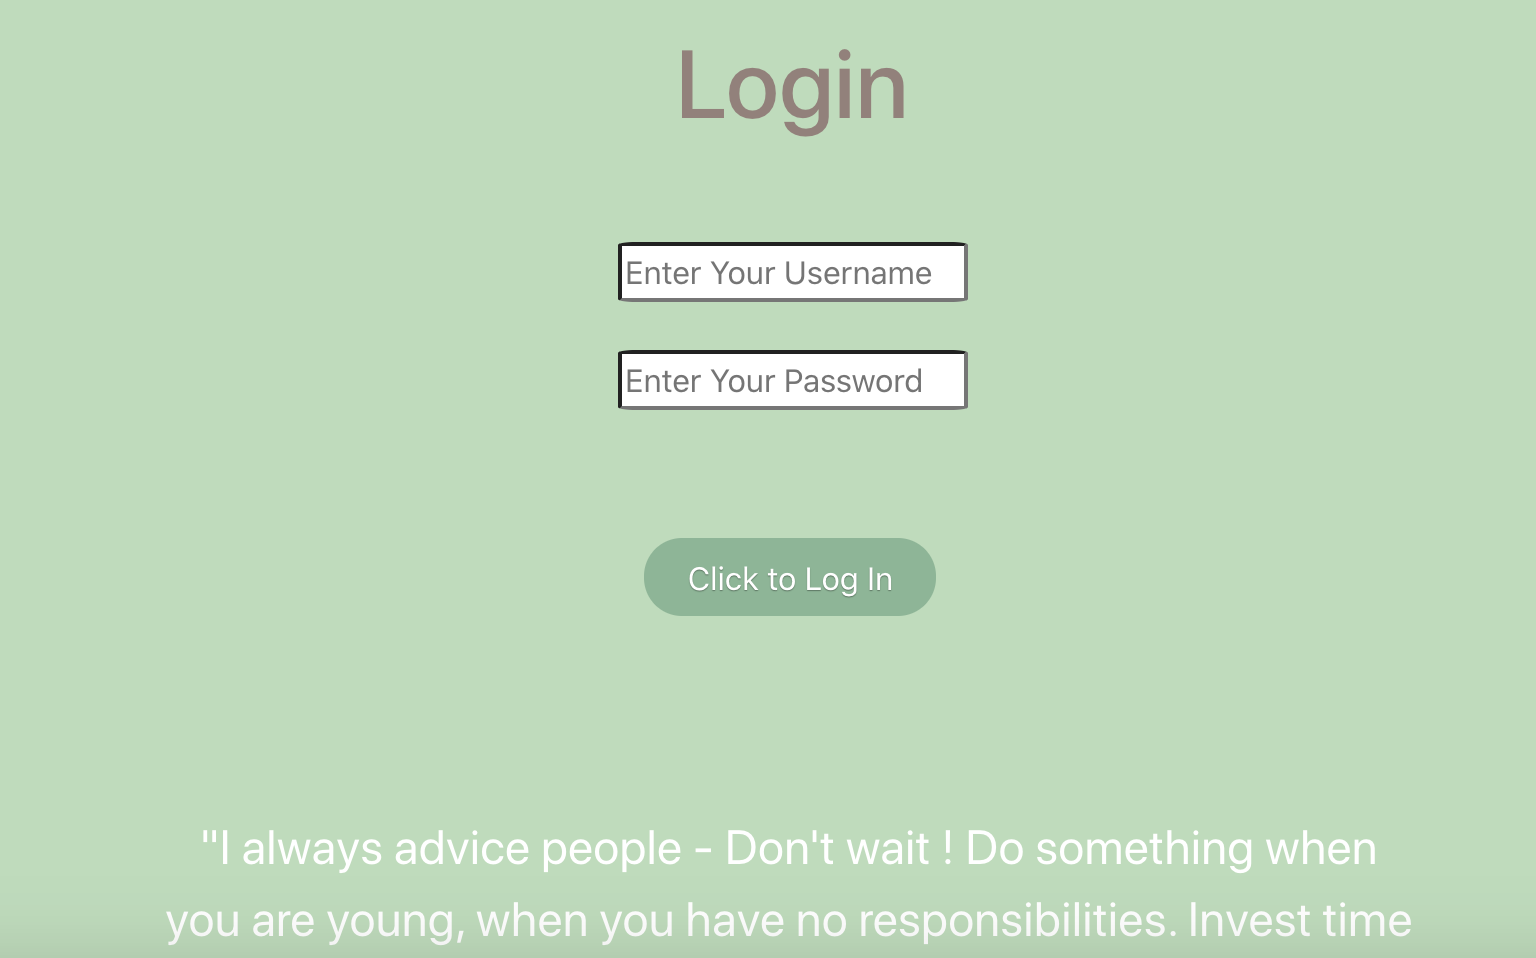 Login
Enter Your Username
Enter Your Password
Click to Log In
"I always advice people - Don't wait ! Do something when
you are young, when you have no responsibilities. Invest time